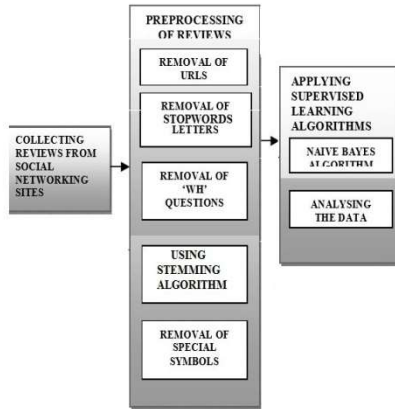 COLLECTING
REVIEWS FROM
SOCIAL
NETWORKING
SITES
PREPROCESSING
OF REVIEWS
REMOVAL OF
URLS
REMOVAL OF
STOPWORDS
LETTERS
REMOVAL OF
‘WH’
QUESTIONS
USING
STEMMING
ALGORITHM
REMOVAL OF
SPECIAL
SYMBOLS
APPLYING
SUPERVISED
LEARNING
ALGORITHMS
NAIVE BAYES
ALGORITHM
ANALYSING
THE DATA